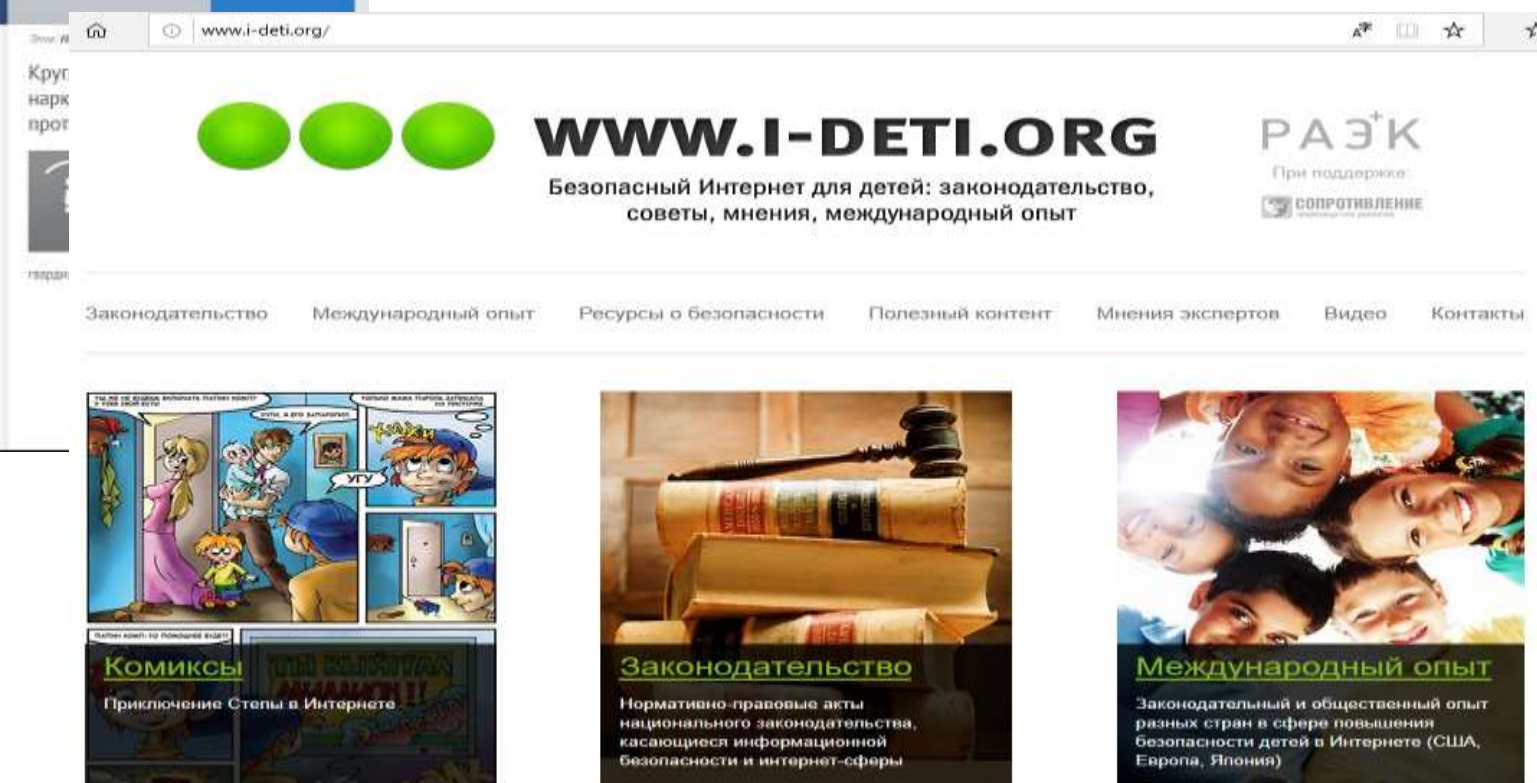 www.i-deti.org/
Круг
нарк
прот
WWW.I-DETI.ORG
Безопасный Интернет для детей: законодательство,
советы, мнения, международный опыт
РАЭК
При поддержке:
СОПРОТИВЛЕНИЕ
Законодательство Международный опыт Ресурсы о безопасности Полезный контент Мнения экспертов Видео Контакты
УГУ
Комиксы
Приключение Степы в Интернете
Законодательство
Нормативно-правовые акты
национального законодательства,
касающиеся информационной
безопасности и интернет-сферы
Международный опыт
Законодательный и общественный опыт
разных стран в сфере повышения
безопасности детей в Интернете (США,
Европа, Япония)